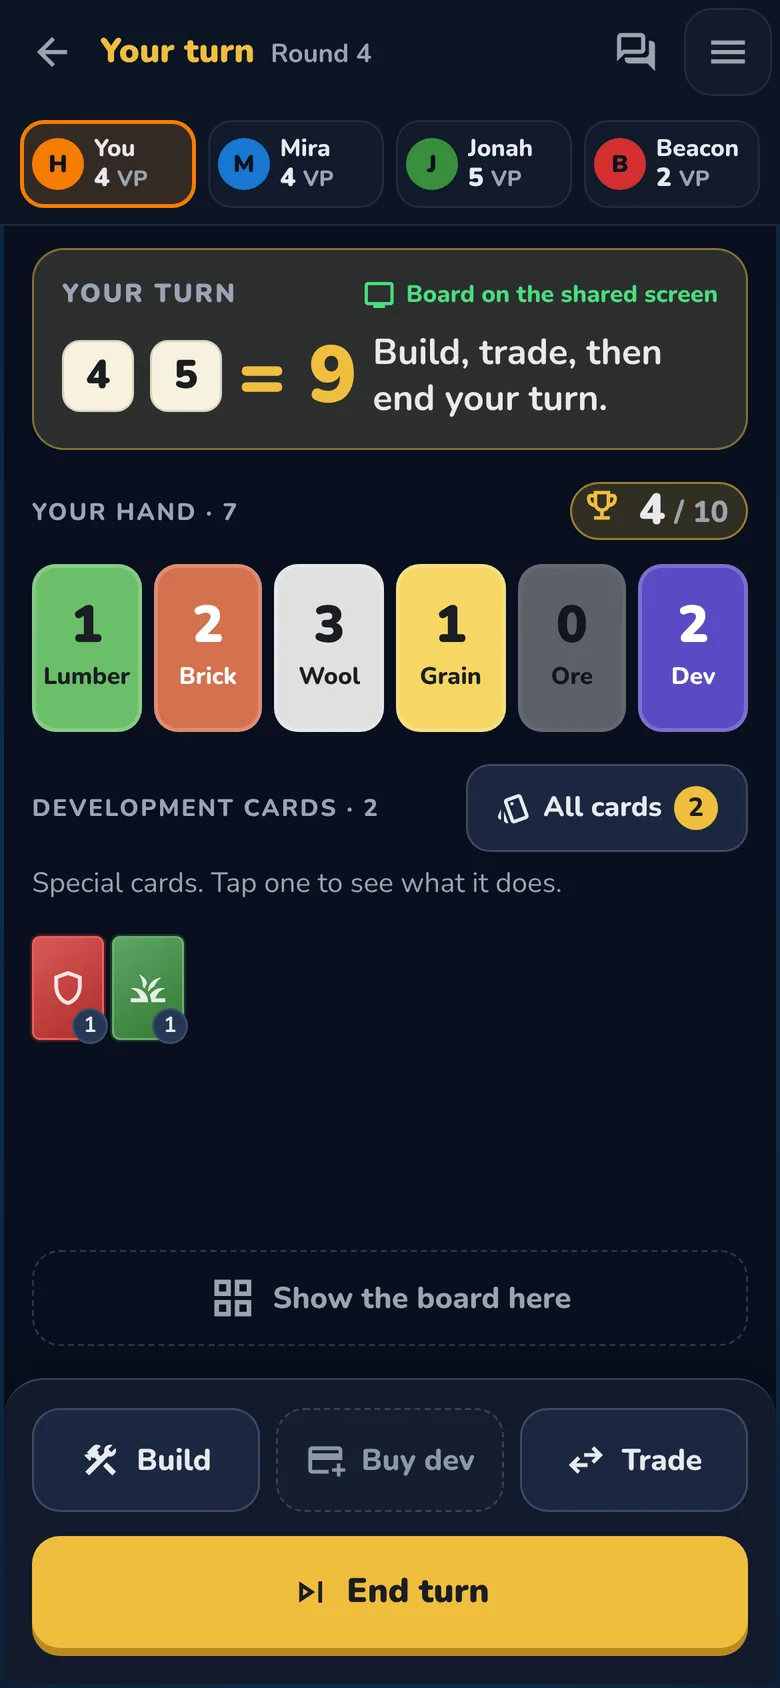 Your turn Round 4
H You 4 VP
M Mira 4 VP
J Jonah 5 VP
B Beacon 2 VP
YOUR TURN
Board on the shared screen
4 5 = 9
Build, trade, then
end your turn.
YOUR HAND · 7
4 / 10
1 Lumber
2 Brick
3 Wool
1 Grain
0 Ore
2 Dev
DEVELOPMENT CARDS · 2
All cards 2
Special cards. Tap one to see what it does.
1 1
Show the board here
Build
Buy dev
Trade
End turn